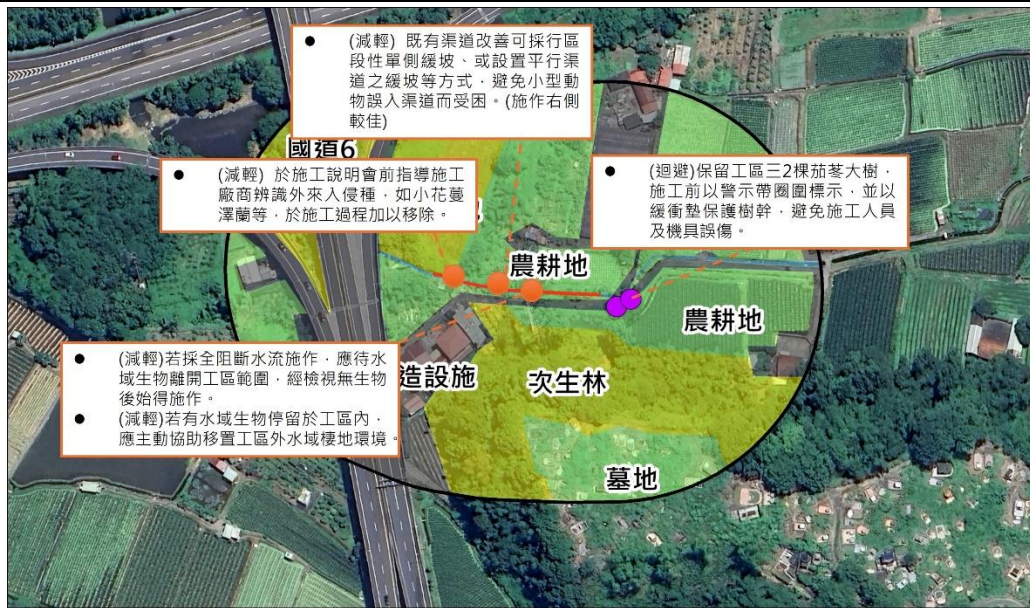 ● (減輕) 既有渠道改善可採行區
段性單側緩坡、或設置平行渠
道之緩坡等方式，避免小型動
物誤入渠道而受困。(施作右側
較佳)
國道6
● (減輕) 於施工說明會前指導施工
廠商辨識外來入侵種，如小花蔓
澤蘭等，於施工過程加以移除。
● (迴避)保留工區三2棵茄苳大樹，
施工前以警示帶圈圍標示，並以
緩衝墊保護樹幹，避免施工人員
及機具誤傷。
農耕地
農耕地
● (減輕)若採全阻斷水流施作，應待水
域生物離開工區範圍，經檢視無生物
後始得施作。
● (減輕)若有水域生物停留於工區內，
應主動協助移置工區外水域棲地環境。
造設施
次生林
墓地